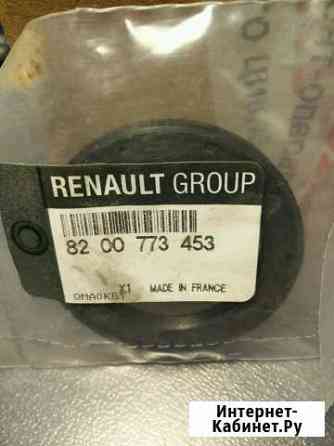 RENAULT GROUP
82 00 773 453
X1 MADE IN FRANCE
Интернет-
Кабинет.Ру